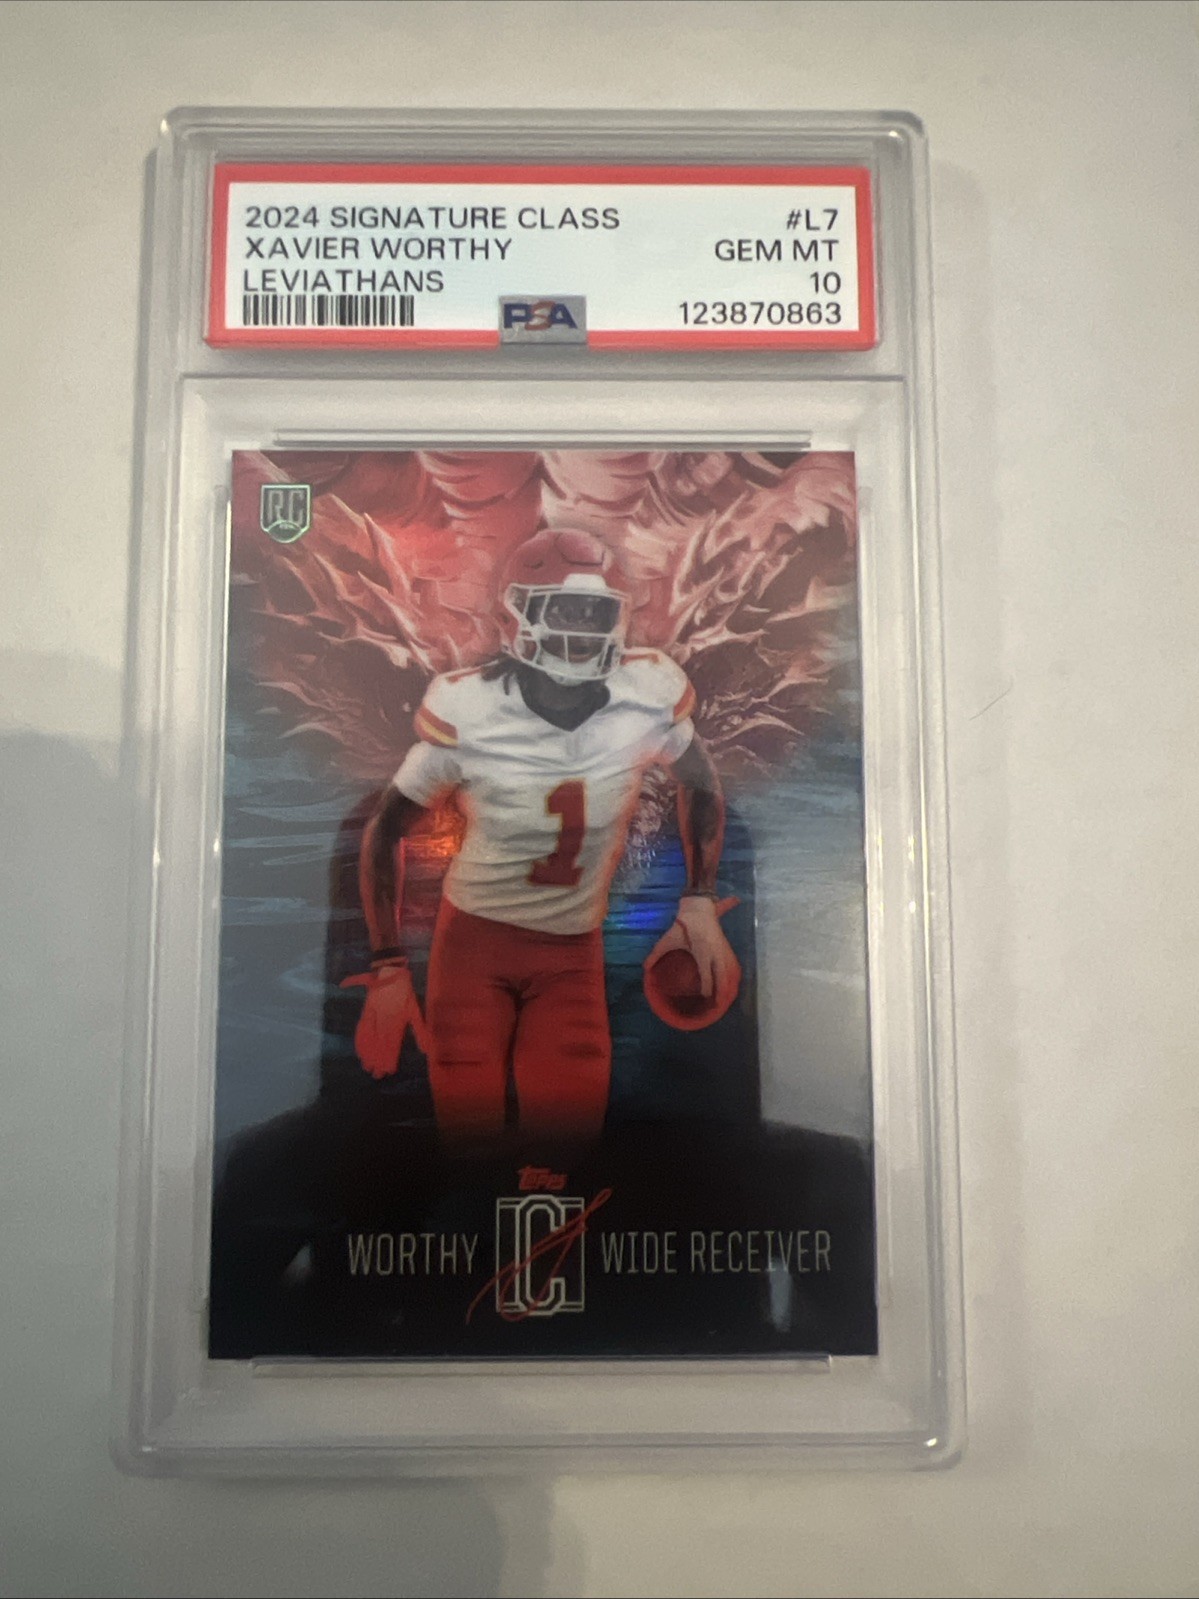 2024 SIGNATURE CLASS #L7
XAVIER WORTHY GEM MT
LEVIATHANS 10
PSA 123870863
RC
1
1
Topps
WORTHY C WIDE RECEIVER